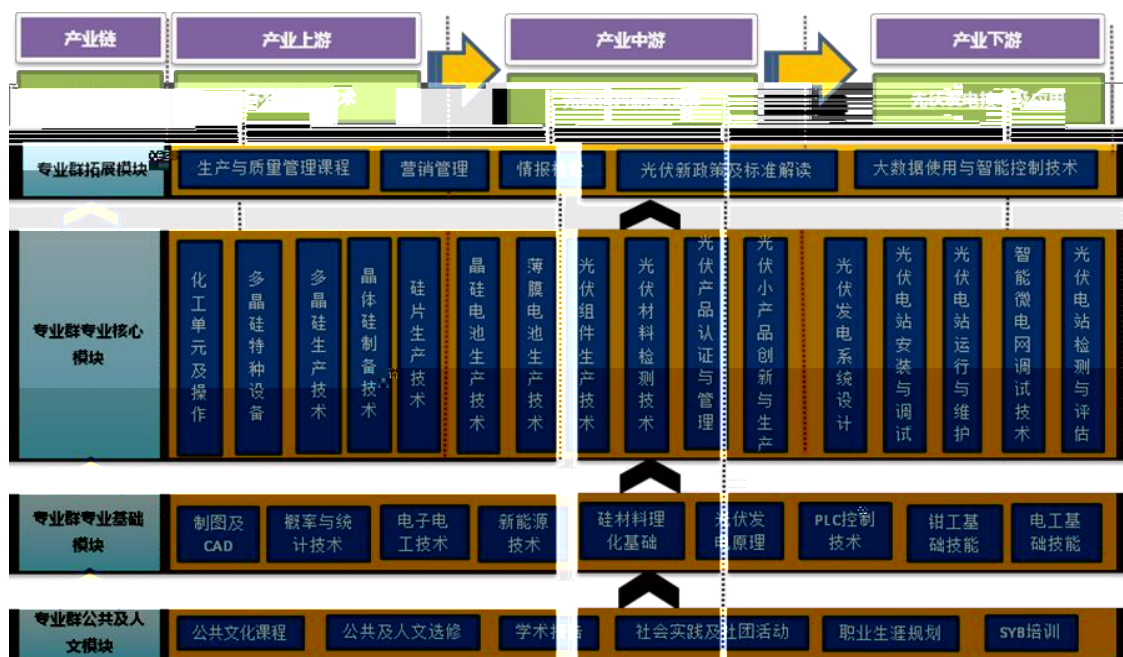 产业链
产业上游
产业中游
产业下游
专业群拓展模块
生产与质量管理课程
营销管理
情报检索
光伏新政策及标准解读
大数据使用与智能控制技术
专业群专业核心
模块
化工单元及操作
多晶硅特种设备
多晶硅生产技术
晶体硅制备技术
硅片生产技术
晶硅电池生产技术
薄膜电池生产技术
光伏组件生产技术
光伏材料检测技术
光伏产品认证与管理
光伏小产品创新与生产
光伏发电系统设计
光伏电站安装与调试
光伏电站运行与维护
智能微电网调试技术
光伏电站检测与评估
专业群专业基础
模块
制图及
CAD
概率与统
计技术
电子电
工技术
新能源
技术
硅材料理
化基础
光伏发
电原理
PLC控制
技术
钳工基
础技能
电工基
础技能
专业群公共及人
文模块
公共文化课程
公共及人文选修
学术报告
社会实践及社团活动
职业生涯规划
SYB培训